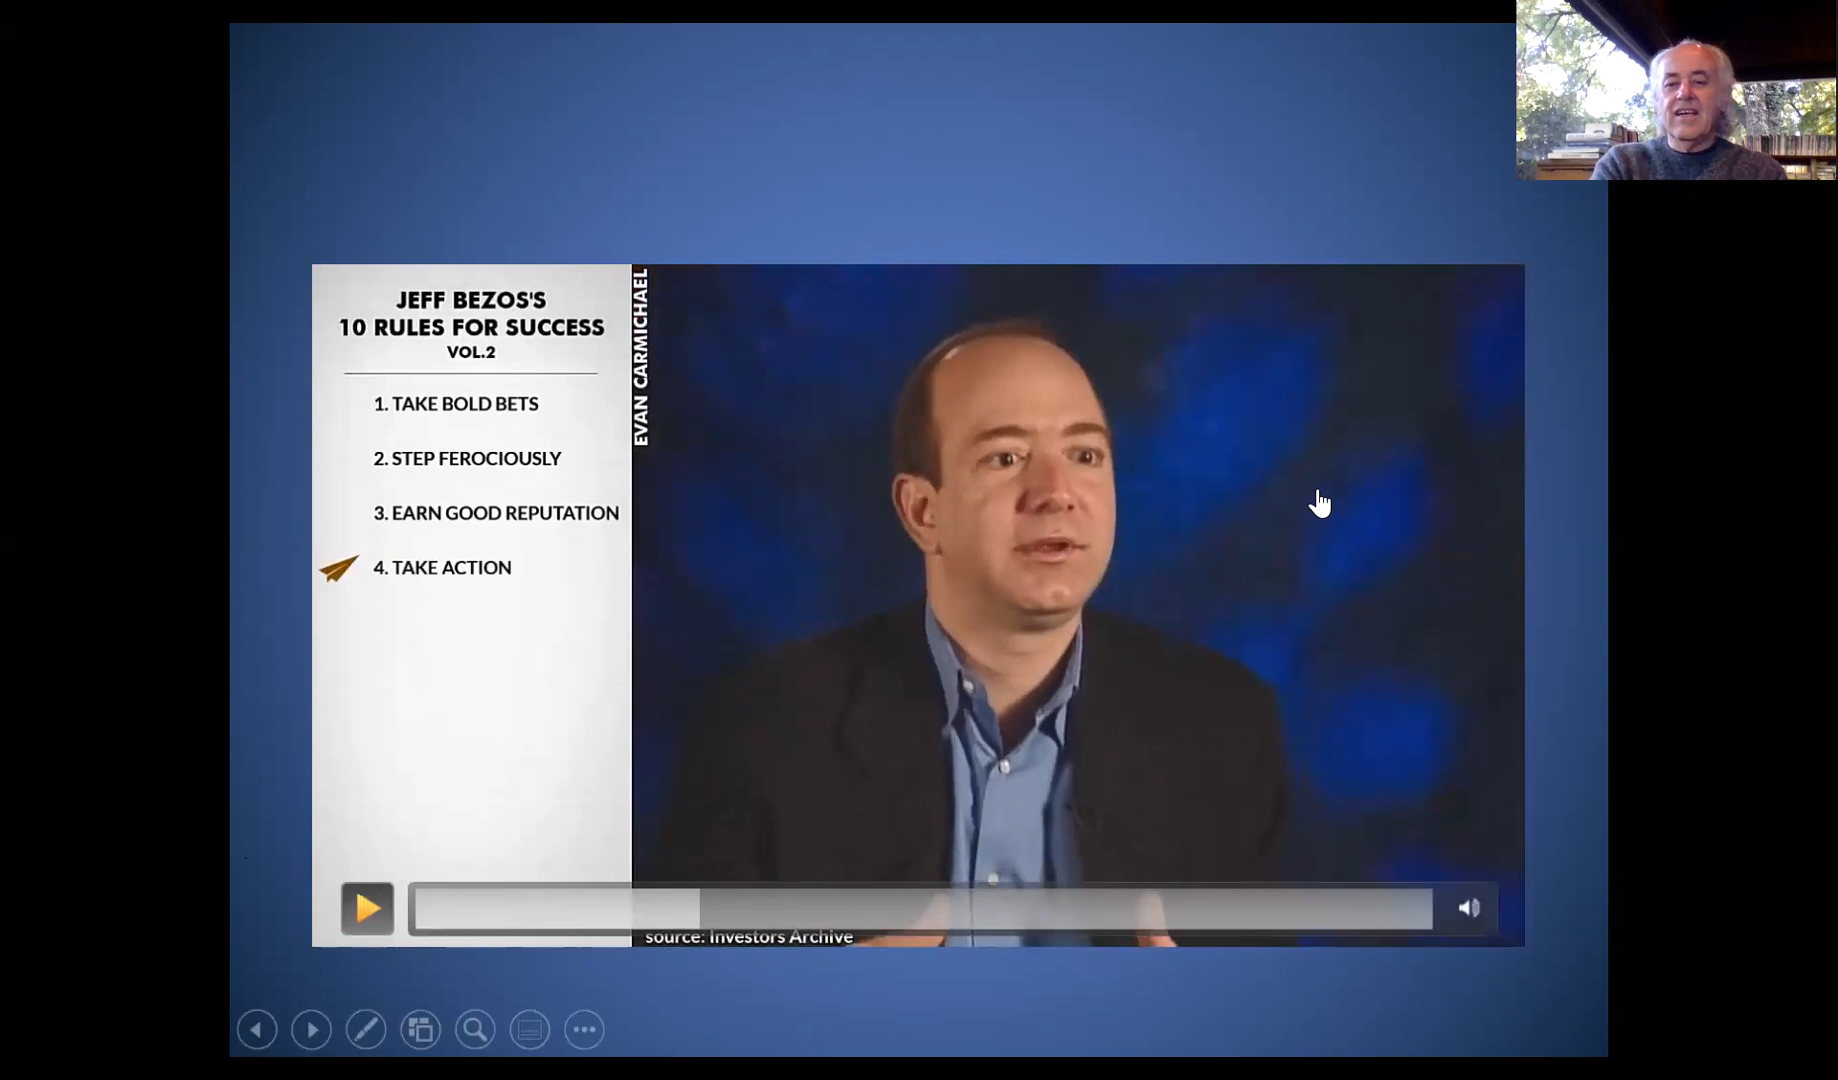 JEFF BEZOS'S
10 RULES FOR SUCCESS
VOL.2
1. TAKE BOLD BETS
2. STEP FEROCIOUSLY
3. EARN GOOD REPUTATION
4. TAKE ACTION
EVAN CARMICHAEL
source: Investors Archive